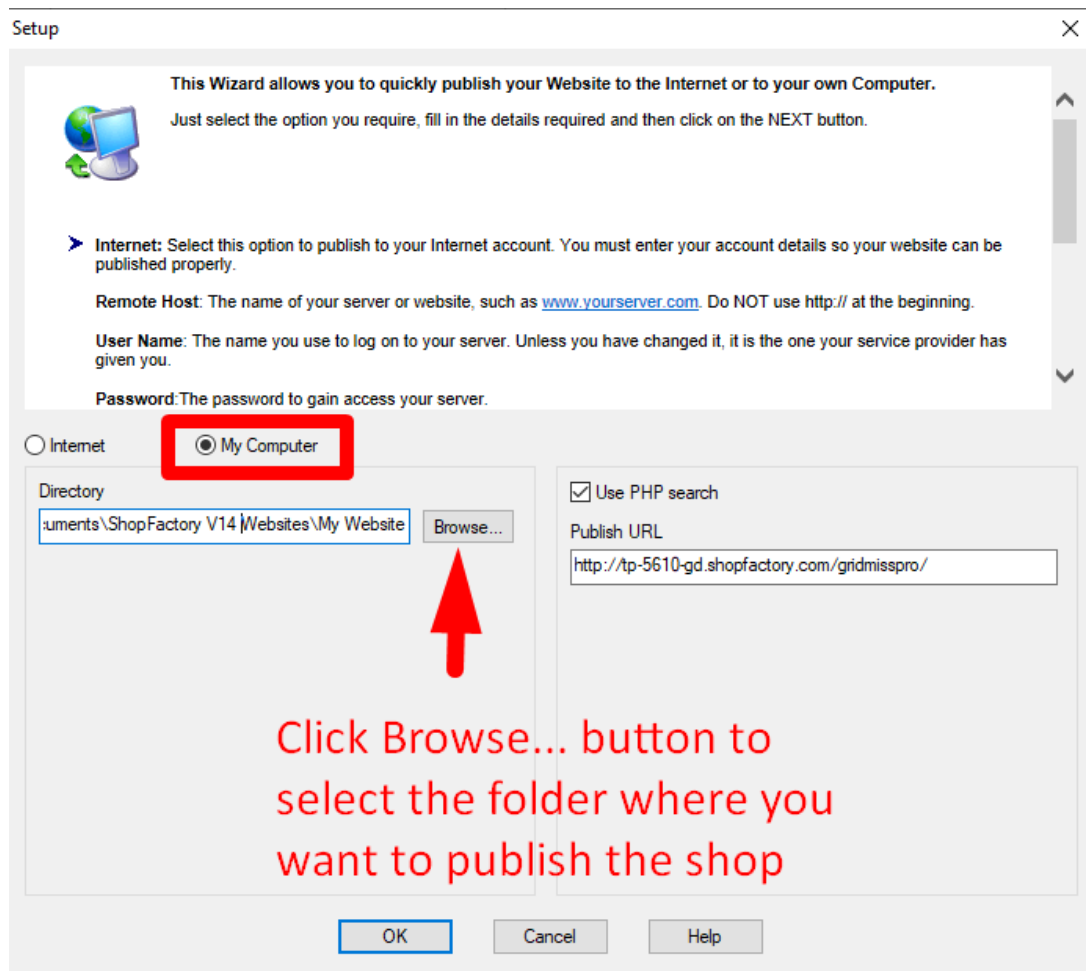 Setup
This Wizard allows you to quickly publish your Website to the Internet or to your own Computer.
Just select the option you require, fill in the details required and then click on the NEXT button.
Internet: Select this option to publish to your Internet account. You must enter your account details so your website can be
published properly.
Remote Host: The name of your server or website, such as www.yourserver.com. Do NOT use http:// at the beginning.
User Name: The name you use to log on to your server. Unless you have changed it, it is the one your service provider has
given you.
Password:The password to gain access your server.
Internet
My Computer
Directory
Use PHP search
:uments\ShopFactory V14 Websites\My Website
Browse...
Publish URL
http://tp-5610-gd.shopfactory.com/gridmisspro/
Click Browse... button to
select the folder where you
want to publish the shop
OK
Cancel
Help